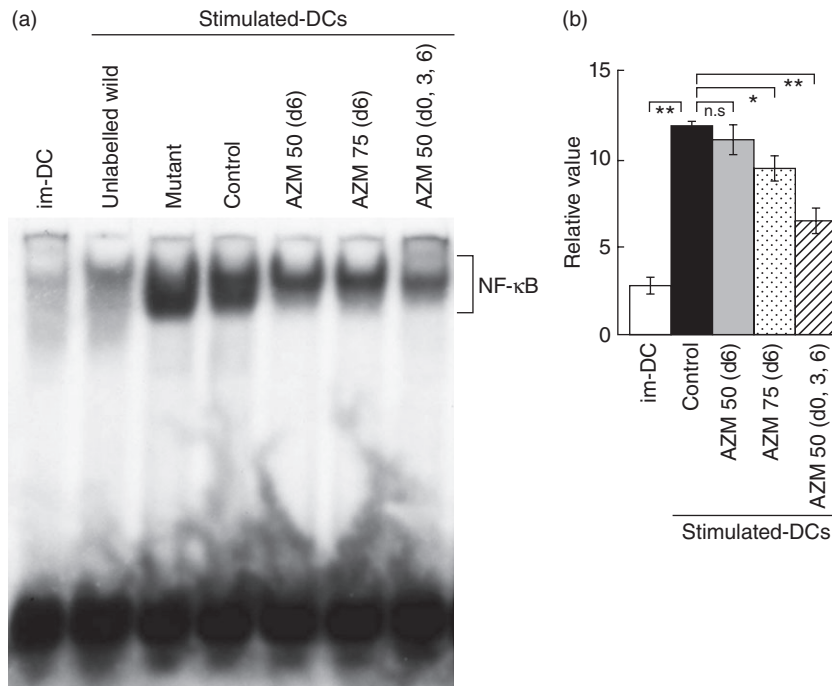 (a)
Stimulated-DCs
im-DC
Unlabelled wild
Mutant
Control
AZM 50 (d6)
AZM 75 (d6)
AZM 50 (d0, 3, 6)
NF-κB
(b)
15
10
5
0
Relative value
**
n.s
*
**
im-DC
Control
AZM 50 (d6)
AZM 75 (d6)
AZM 50 (d0, 3, 6)
Stimulated-DCs